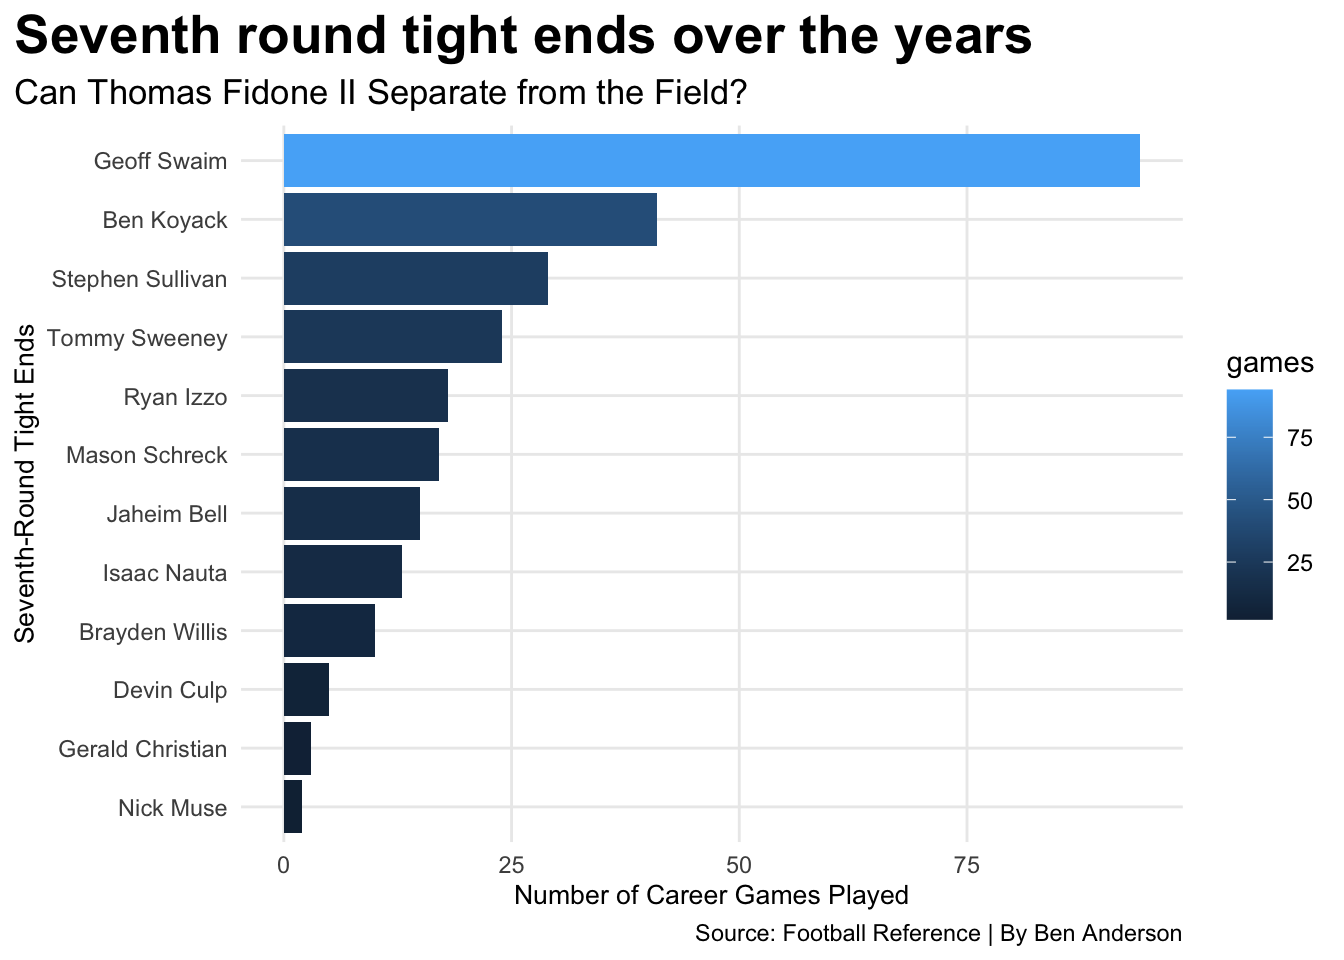 Seventh round tight ends over the years
Can Thomas Fidone II Separate from the Field?
Seventh-Round Tight Ends
Geoff Swaim
Ben Koyack
Stephen Sullivan
Tommy Sweeney
Ryan Izzo
Mason Schreck
Jaheim Bell
Isaac Nauta
Brayden Willis
Devin Culp
Gerald Christian
Nick Muse
0 25 50 75
Number of Career Games Played
games
75
50
25
Source: Football Reference | By Ben Anderson